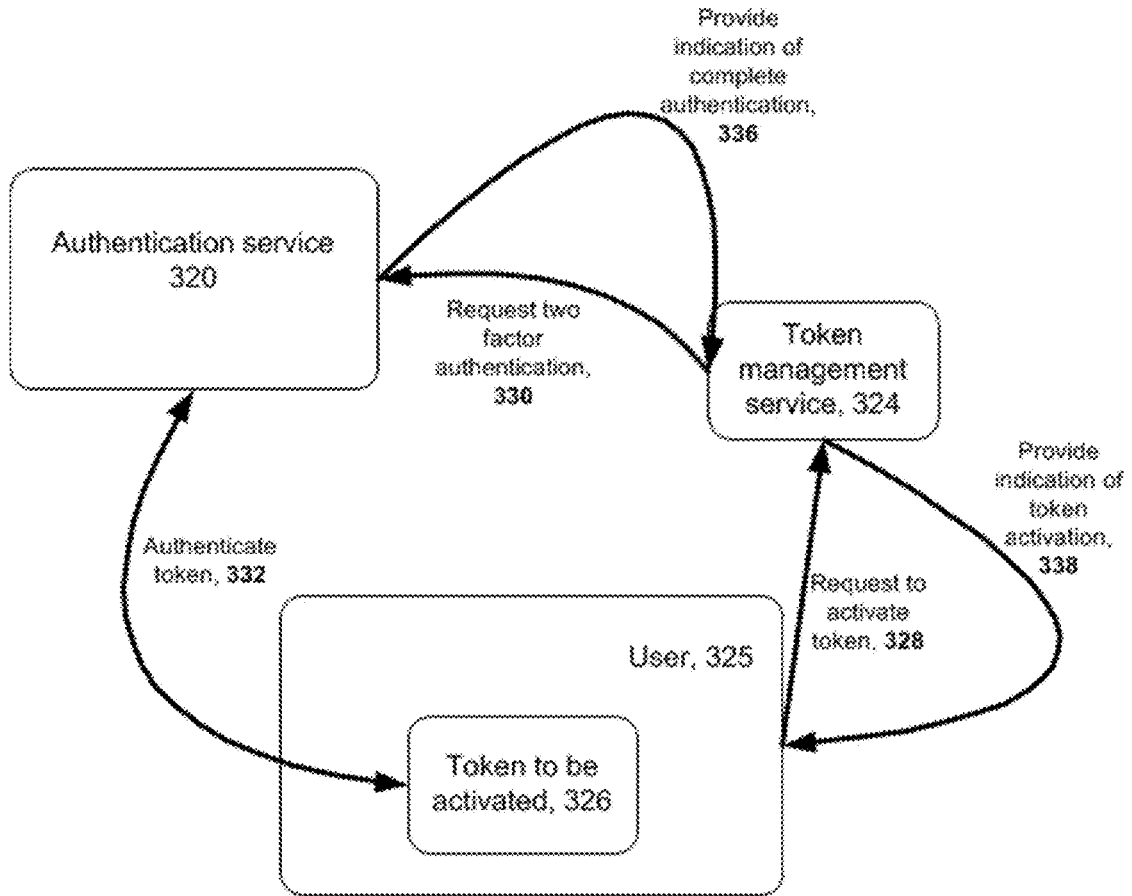 Provide
indication of
complete
authentication,
336
Authentication service
320
Request two
factor
authentication,
330
Token
management
service, 324
Provide
indication of
token
activation,
338
Authenticate
token, 332
Request to
activate
token, 328
User, 325
Token to be
activated, 326